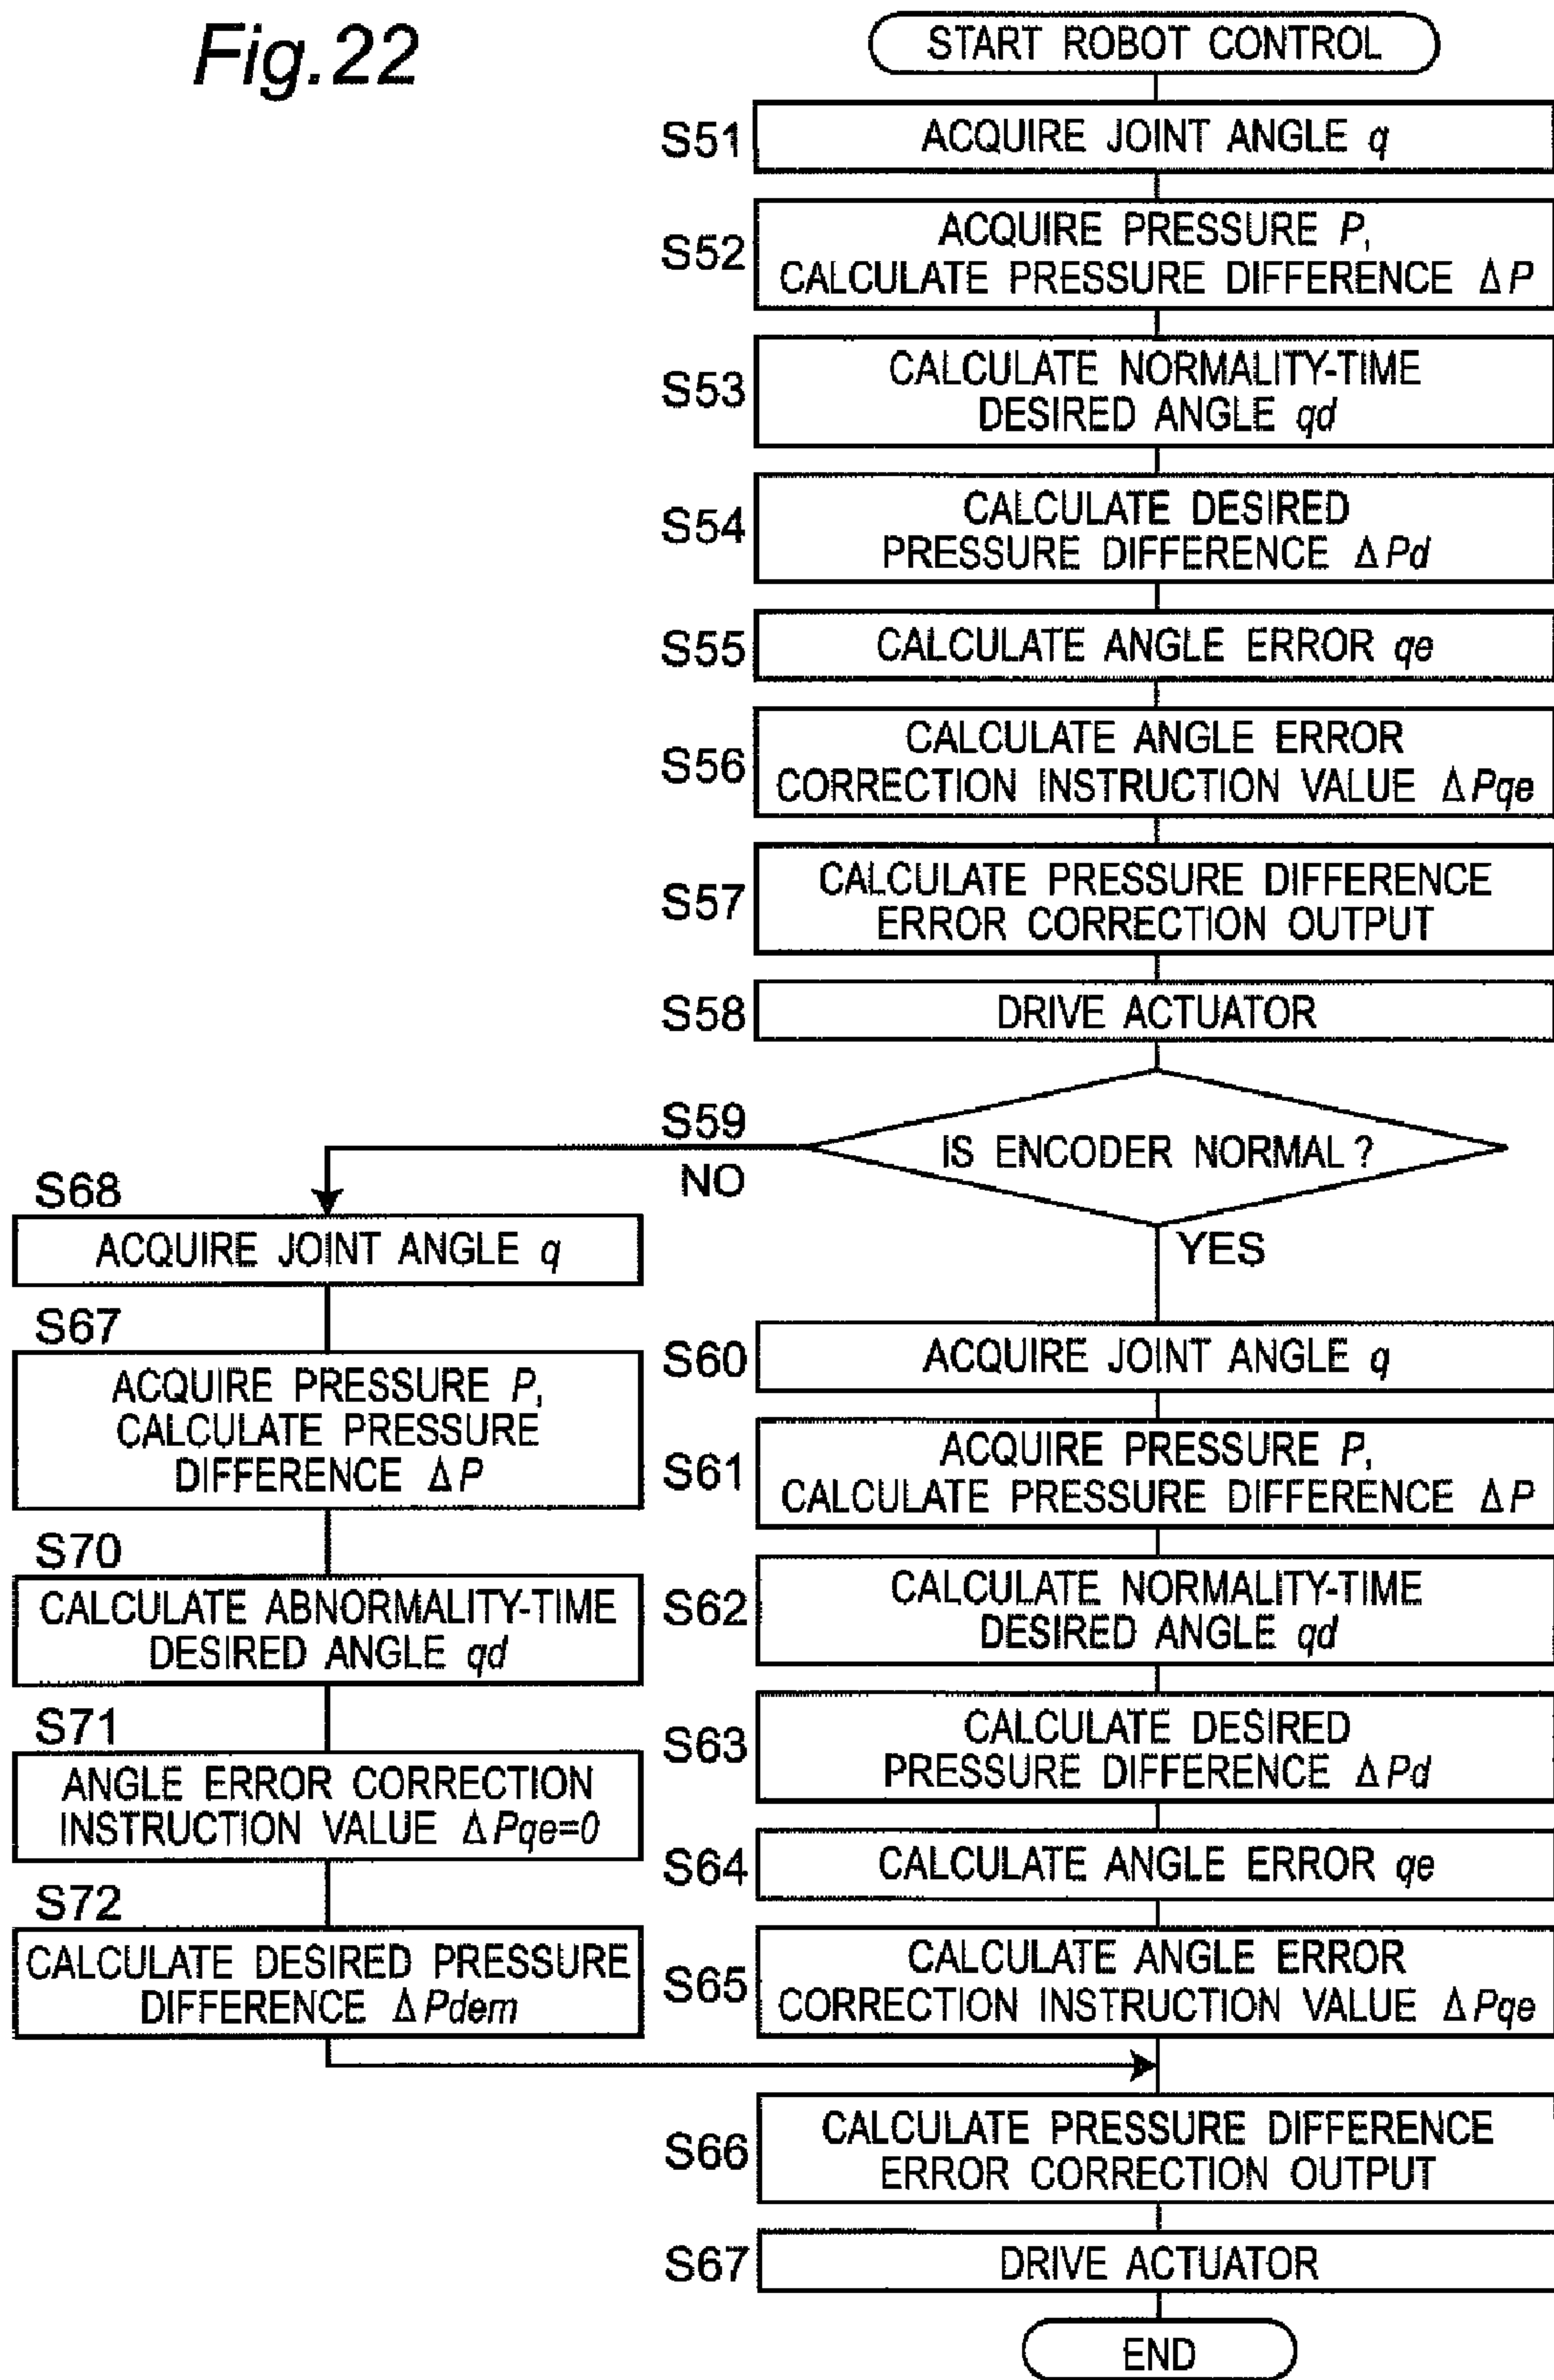 Fig.22
START ROBOT CONTROL
S51
ACQUIRE JOINT ANGLE q
S52
ACQUIRE PRESSURE P,
CALCULATE PRESSURE DIFFERENCE ΔP
S53
CALCULATE NORMALITY-TIME
DESIRED ANGLE qd
S54
CALCULATE DESIRED
PRESSURE DIFFERENCE ΔPd
S55
CALCULATE ANGLE ERROR qe
S56
CALCULATE ANGLE ERROR
CORRECTION INSTRUCTION VALUE ΔPqe
S57
CALCULATE PRESSURE DIFFERENCE
ERROR CORRECTION OUTPUT
S58
DRIVE ACTUATOR
S59
IS ENCODER NORMAL?
NO
YES
S68
ACQUIRE JOINT ANGLE q
S67
ACQUIRE PRESSURE P,
CALCULATE PRESSURE
DIFFERENCE ΔP
S70
CALCULATE ABNORMALITY-TIME
DESIRED ANGLE qd
S71
ANGLE ERROR CORRECTION
INSTRUCTION VALUE ΔPqe=0
S72
CALCULATE DESIRED PRESSURE
DIFFERENCE ΔPdem
S60
ACQUIRE JOINT ANGLE q
S61
ACQUIRE PRESSURE P,
CALCULATE PRESSURE DIFFERENCE ΔP
S62
CALCULATE NORMALITY-TIME
DESIRED ANGLE qd
S63
CALCULATE DESIRED
PRESSURE DIFFERENCE ΔPd
S64
CALCULATE ANGLE ERROR qe
S65
CALCULATE ANGLE ERROR
CORRECTION INSTRUCTION VALUE ΔPqe
S66
CALCULATE PRESSURE DIFFERENCE
ERROR CORRECTION OUTPUT
S67
DRIVE ACTUATOR
END